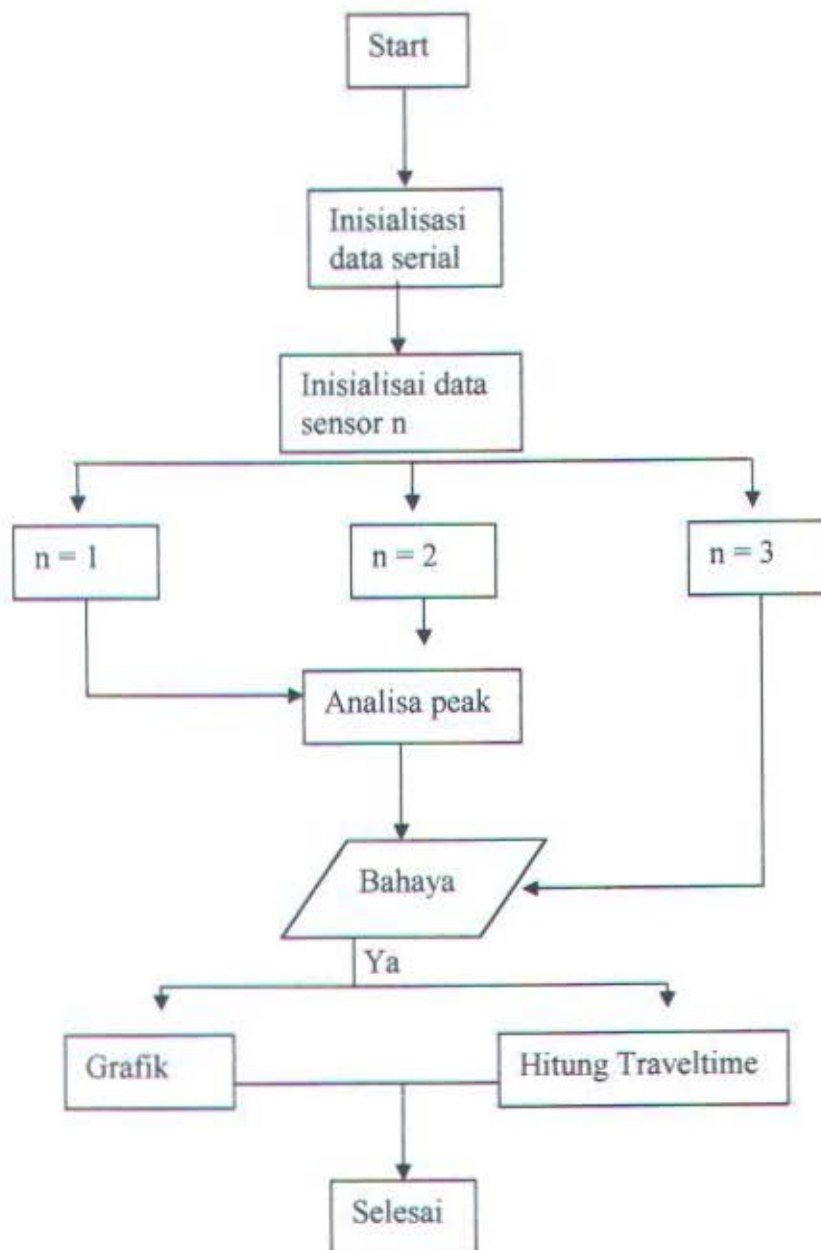 Start
Inisialisasi
data serial
Inisialisai data
sensor n
n = 1
n = 2
n = 3
Analisa peak
Bahaya
Ya
Grafik
Hitung Traveltime
Selesai